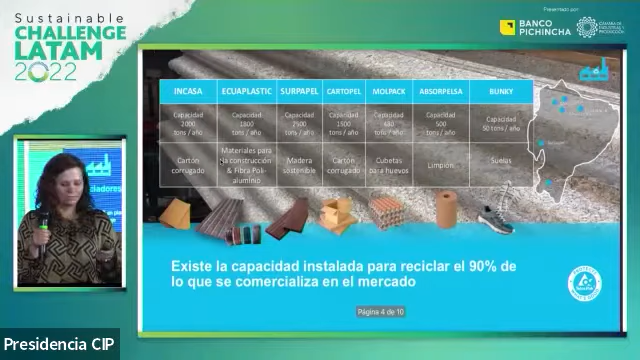 Sustainable
CHALLENGE
LATAM
2022
Presentado por:
BANCO
PICHINCHA
CÁMARA DE
INDUSTRIAS Y
PRODUCCIÓN
INCASA
ECUAPLASTIC
SURPAPEL
CARTOPEL
MOLPACK
ABSORPELSA
BUNKY
Capacidad
2000
tons / año
Capacidad
1800
tons / año
Capacidad
2500
tons / año
Capacidad
1500
tons / año
Capacidad
tons / año
Capacidad
500
tons / año
Capacidad
50 tons / año
Cartón
corrugado
Materiales para
la construcción
& Fibra Poli-
aluminio
Madera
sostenible
Cartón
corrugado
Cubetas
para huevos
Limpión
Suelas
Existe la capacidad instalada para reciclar el 90% de
lo que se comercializa en el mercado
Página 4 de 10
Presidencia CIP